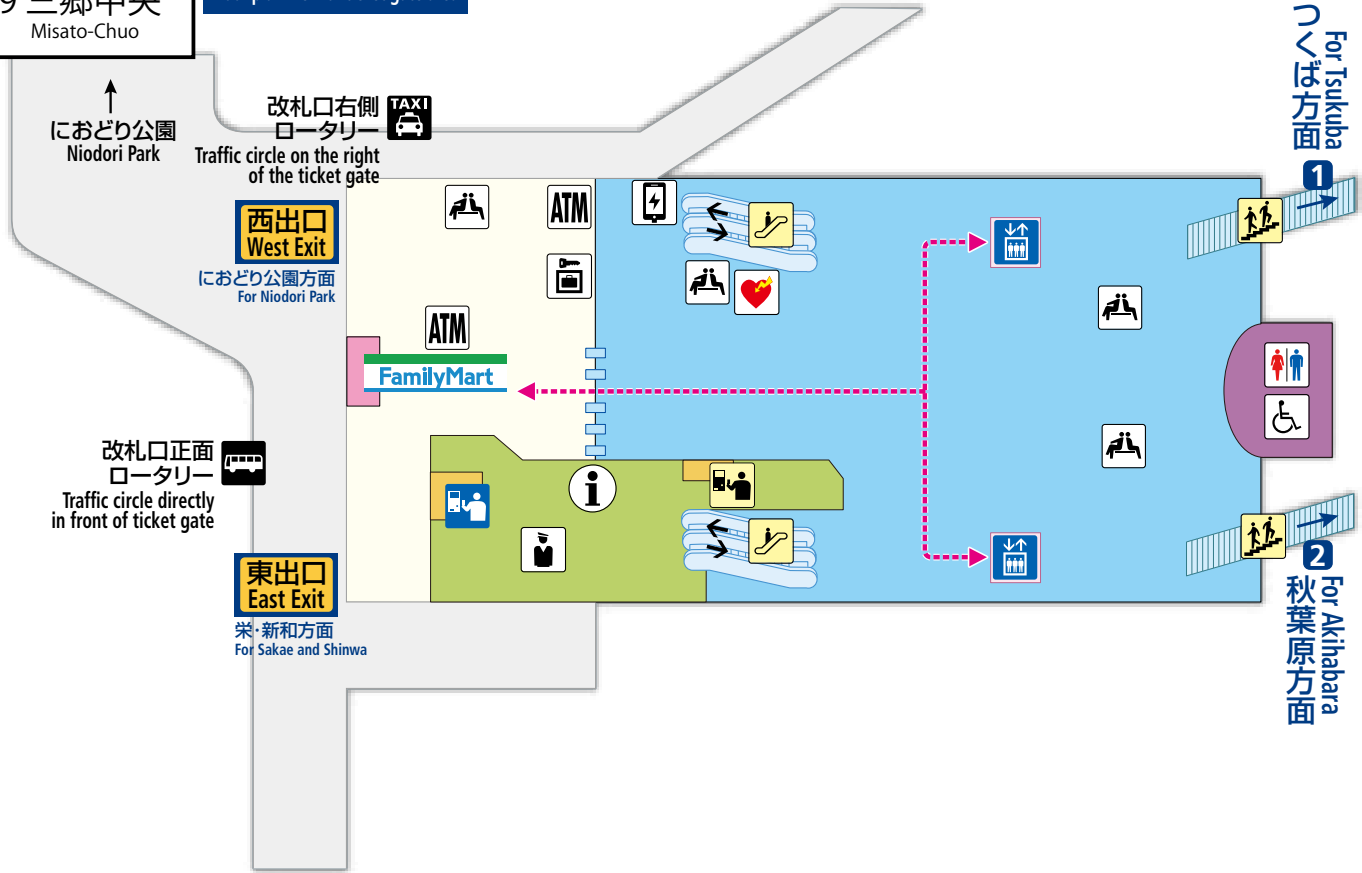 三郷中央
Misato-Chuo
におどり公園
Niodori Park
改札口右側
ロータリー
TAXI
Traffic circle on the right
of the ticket gate
西出口
West Exit
におどり公園方面
For Niodori Park
ATM
ATM
FamilyMart
改札口正面
ロータリー
Traffic circle directly
in front of ticket gate
i
東出口
East Exit
栄・新和方面
For Sakae and Shinwa
For Tsukuba
つくば方面
1
2
For Akihabara
秋葉原方面